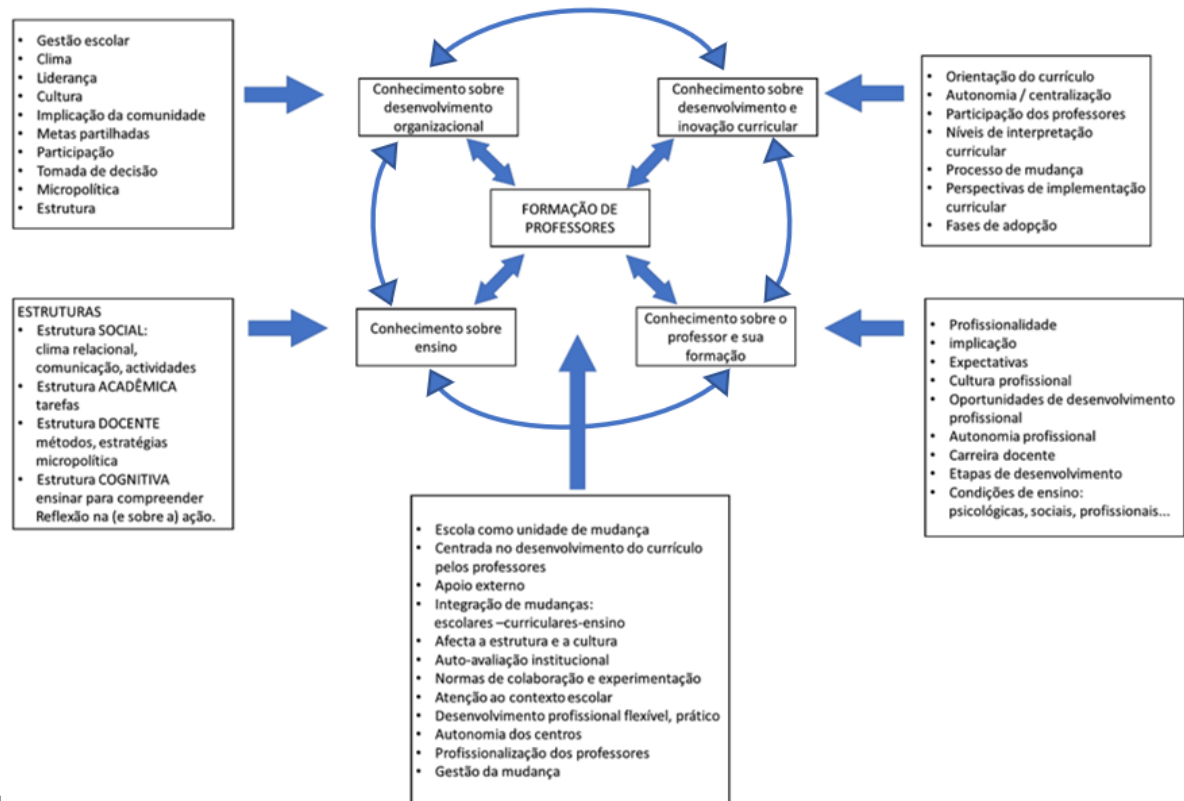 • Gestão escolar
• Clima
• Liderança
• Cultura
• Implicação da comunidade
• Metas partilhadas
• Participação
• Tomada de decisão
• Micropolítica
• Estrutura
Conhecimento sobre
desenvolvimento
organizacional
Conhecimento sobre
desenvolvimento e
inovação curricular
• Orientação do currículo
• Autonomia / centralização
• Participação dos professores
• Níveis de interpretação
curricular
• Processo de mudança
• Perspectivas de implementação
curricular
• Fases de adopção
FORMAÇÃO DE
PROFESSORES
ESTRUTURAS
• Estrutura SOCIAL:
clima relacional,
comunicação, actividades
• Estrutura ACADÊMICA
tarefas
• Estrutura DOCENTE
métodos, estratégias
micropolítica
• Estrutura COGNITIVA
ensinar para compreender
Reflexão na (e sobre a) ação.
Conhecimento sobre
ensino
Conhecimento sobre o
professor e sua
formação
• Profissionalidade
• implicação
• Expectativas
• Cultura profissional
• Oportunidades de desenvolvimento
profissional
• Autonomia profissional
• Carreira docente
• Etapas de desenvolvimento
• Condições de ensino:
psicológicas, sociais, profissionais...
• Escola como unidade de mudança
• Centrada no desenvolvimento do currículo
pelos professores
• Apoio externo
• Integração de mudanças:
escolares –curriculares-ensino
• Afecta a estrutura e a cultura
• Auto-avaliação institucional
• Normas de colaboração e experimentação
• Atenção ao contexto escolar
• Desenvolvimento profissional flexível, prático
• Autonomia dos centros
• Profissionalização dos professores
• Gestão da mudança